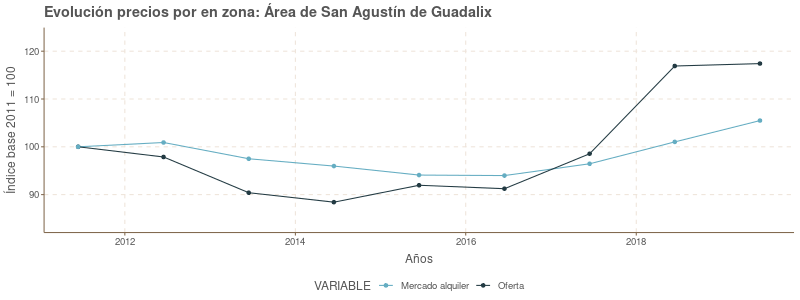 Evolución precios por en zona: Área de San Agustín de Guadalix
Índice base 2011 = 100
120
110
100
90
2012
2014
2016
2018
Años
VARIABLE
Mercado alquiler
Oferta